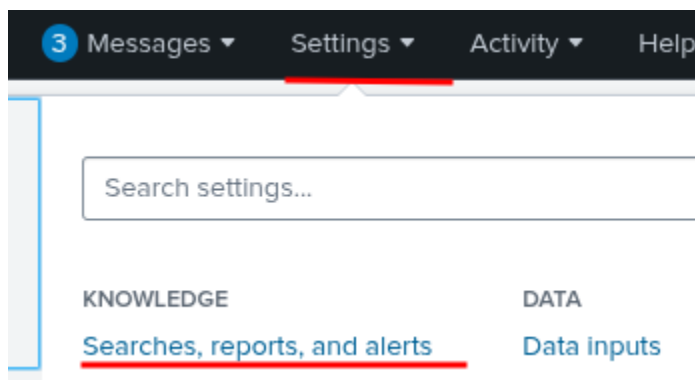 3 Messages Settings Activity Help
Search settings...
KNOWLEDGE DATA
Searches, reports, and alerts Data inputs